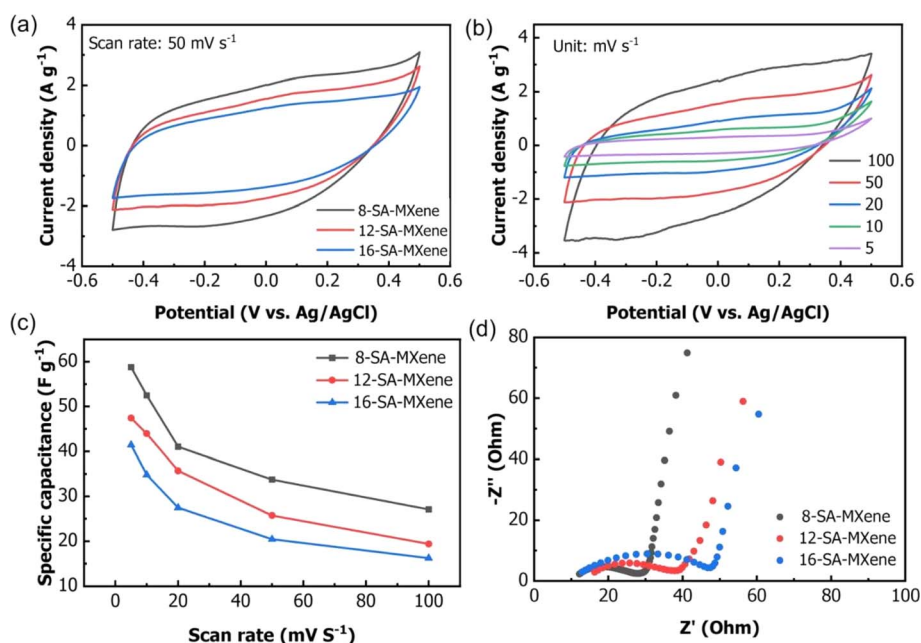 (a)
Scan rate: 50 mV s⁻¹
Current density (A g⁻¹)
4
2
0
-2
-4
-0.6
-0.4
-0.2
0.0
0.2
0.4
0.6
Potential (V vs. Ag/AgCl)
8-SA-MXene
12-SA-MXene
16-SA-MXene
(b)
Unit: mV s⁻¹
Current density (A g⁻¹)
4
2
0
-2
-4
-0.6
-0.4
-0.2
0.0
0.2
0.4
0.6
Potential (V vs. Ag/AgCl)
100
50
20
10
5
(c)
Specific capacitance (F g⁻¹)
60
50
40
30
20
10
0
20
40
60
80
100
Scan rate (mV S⁻¹)
8-SA-MXene
12-SA-MXene
16-SA-MXene
(d)
-Z'' (Ohm)
80
60
40
20
0
0
20
40
60
80
100
Z' (Ohm)
8-SA-MXene
12-SA-MXene
16-SA-MXene